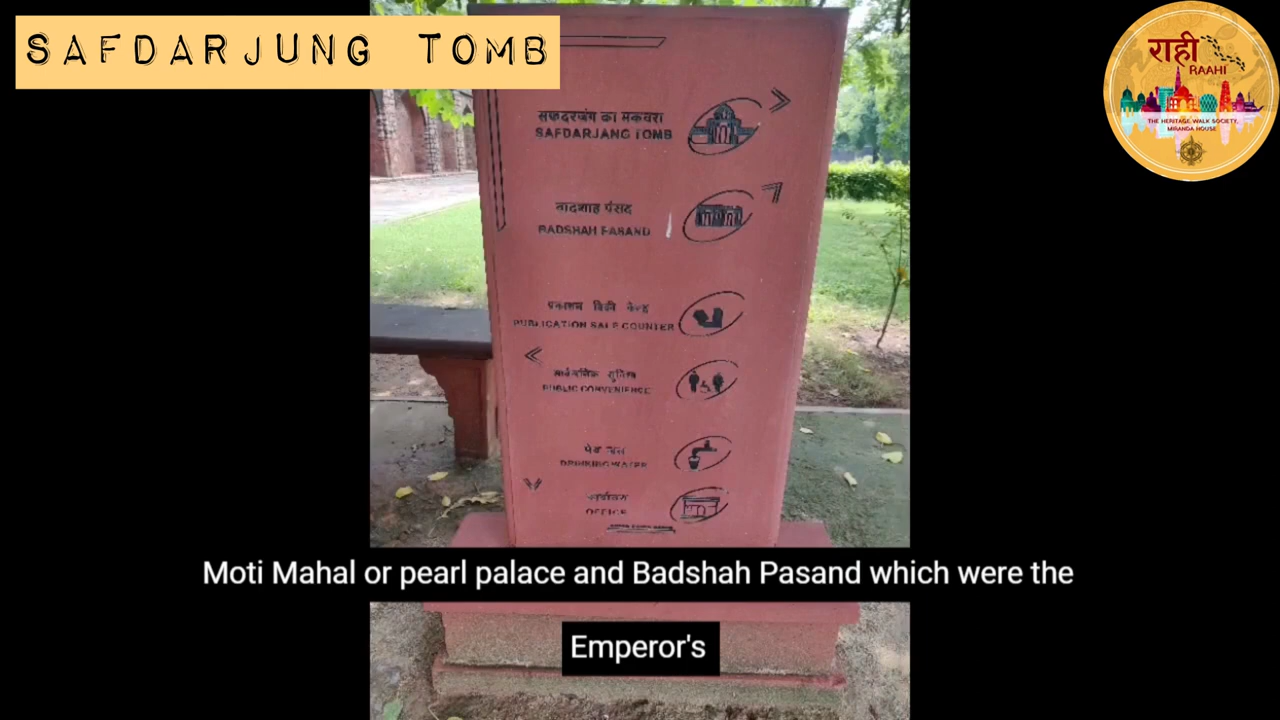 SAFDARJUNG TOMB
राही
RAAHI
THE HERITAGE WALK SOCIETY,
MIRANDA HOUSE
सफदरजंग का मकबरा
SAFDARJANG TOMB
बादशाह पसंद
BADSHAH PASAND
प्रकाशन बिक्री केन्द्र
PUBLICATION SALE COUNTER
PUBLIC CONVENIENCE
DRINKING WATER
कार्यालय
OFFICE
Moti Mahal or pearl palace and Badshah Pasand which were the
Emperor's